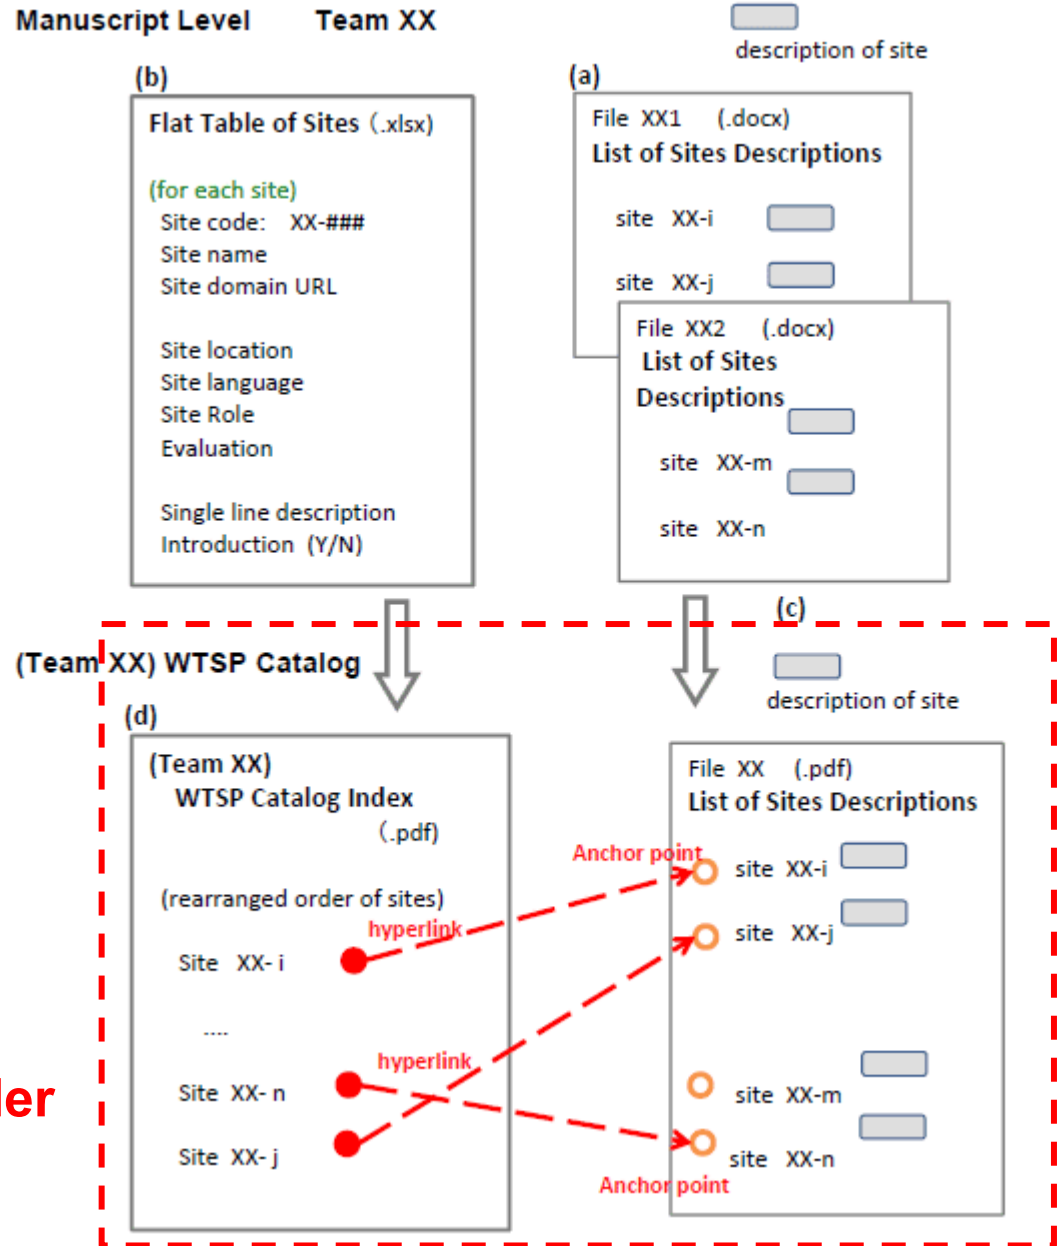 Manuscript Level Team XX
description of site
(b)
Flat Table of Sites (.xlsx)
(for each site)
Site code: XX-###
Site name
Site domain URL
Site location
Site language
Site Role
Evaluation
Single line description
Introduction (Y/N)
(a)
File XX1 (.docx)
List of Sites Descriptions
site XX-i
site XX-j
File XX2 (.docx)
List of Sites
Descriptions
site XX-m
site XX-n
(c)
(Team XX) WTSP Catalog
description of site
(d)
(Team XX)
WTSP Catalog Index
(.pdf)
(rearranged order of sites)
hyperlink
Site XX- i
....
hyperlink
Site XX- n
Site XX- j
File XX (.pdf)
List of Sites Descriptions
Anchor point
site XX-i
site XX-j
site XX-m
site XX-n
Anchor point